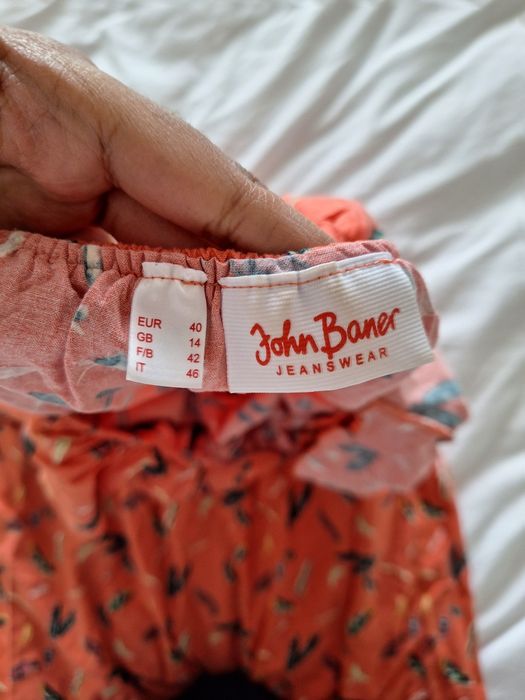 EUR 40
GB 14
F/B 42
IT 46
John Baner
JEANSWEAR